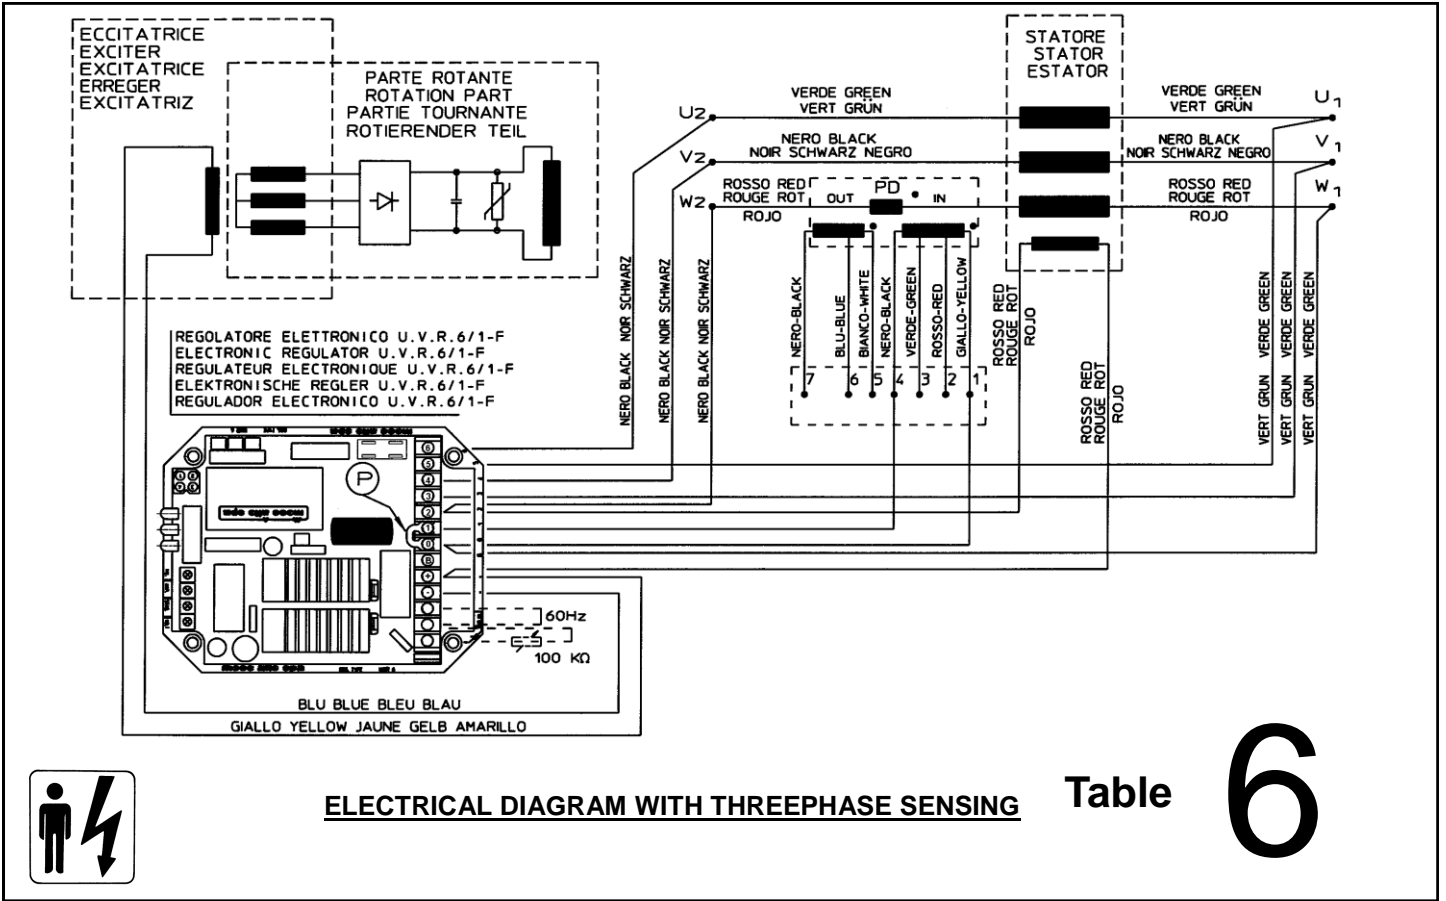 ECCITATRICE
EXCITER
EXCITATRICE
ERREGER
EXCITATRIZ
PARTE ROTANTE
ROTATION PART
PARTIE TOURNANTE
ROTIERENDER TEIL
STATORE
STATOR
ESTATOR
U2
VERDE GREEN
VERT GRÜN
VERDE GREEN
VERT GRÜN
U1
V2
NERO BLACK
NOIR SCHWARZ NEGRO
NERO BLACK
NOIR SCHWARZ NEGRO
V1
W2
ROSSO RED
ROUGE ROT
ROJO
OUT
PD
IN
ROSSO RED
ROUGE ROT
ROJO
W1
NERO BLACK NOIR SCHWARZ
NERO BLACK NOIR SCHWARZ
NERO BLACK NOIR SCHWARZ
NERO-BLACK
BLU-BLUE
BIANCO-WHITE
NERO-BLACK
VERDE-GREEN
ROSSO-RED
GIALLO-YELLOW
7 6 5 4 3 2 1
ROSSO RED
ROUGE ROT
ROJO
ROSSO RED
ROUGE ROT
ROJO
VERT GRUN VERDE GREEN
VERT GRUN VERDE GREEN
VERT GRUN VERDE GREEN
REGOLATORE ELETTRONICO U.V.R.6/1-F
ELECTRONIC REGULATOR U.V.R.6/1-F
REGULATEUR ELECTRONIQUE U.V.R.6/1-F
ELEKTRONISCHE REGLER U.V.R.6/1-F
REGULADOR ELECTRONICO U.V.R.6/1-F
P
6
5
4
3
2
1
0
B
+
-
60Hz
100 KΩ
BLU BLUE BLEU BLAU
GIALLO YELLOW JAUNE GELB AMARILLO
ELECTRICAL DIAGRAM WITH THREEPHASE SENSING
Table 6